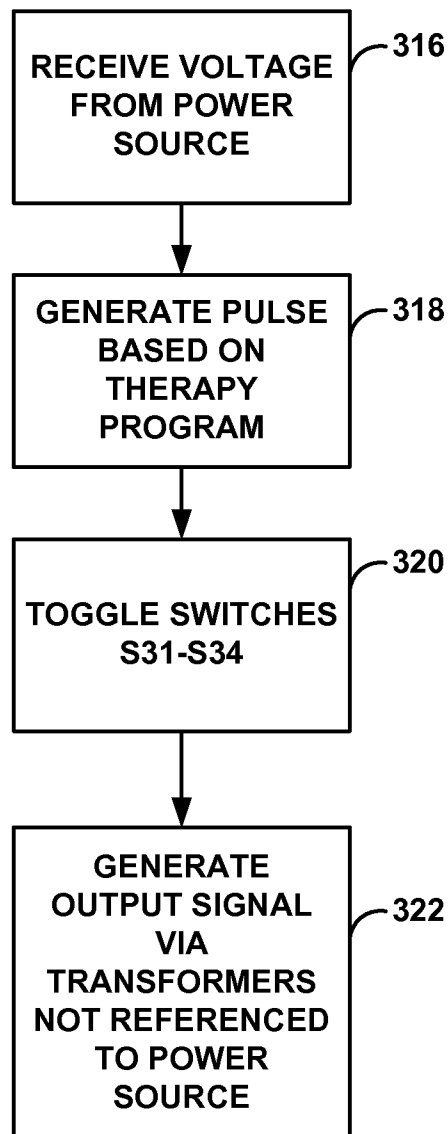 RECEIVE VOLTAGE
FROM POWER
SOURCE
316
GENERATE PULSE
BASED ON
THERAPY
PROGRAM
318
TOGGLE SWITCHES
S31-S34
320
GENERATE
OUTPUT SIGNAL
VIA
TRANSFORMERS
NOT REFERENCED
TO POWER
SOURCE
322